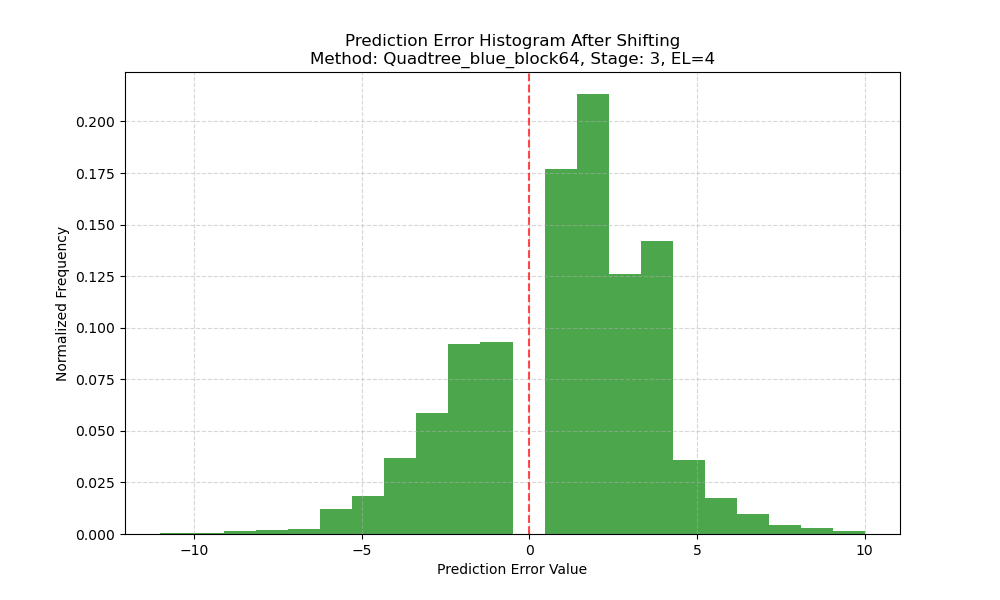 Prediction Error Histogram After Shifting
Method: Quadtree_blue_block64, Stage: 3, EL=4
Normalized Frequency
0.200
0.175
0.150
0.125
0.100
0.075
0.050
0.025
0.000
−10 −5 0 5 10
Prediction Error Value